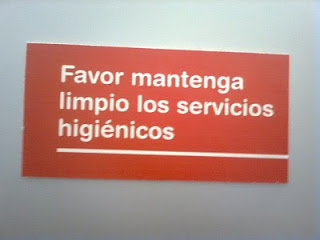 Favor mantenga
limpio los servicios
higiénicos